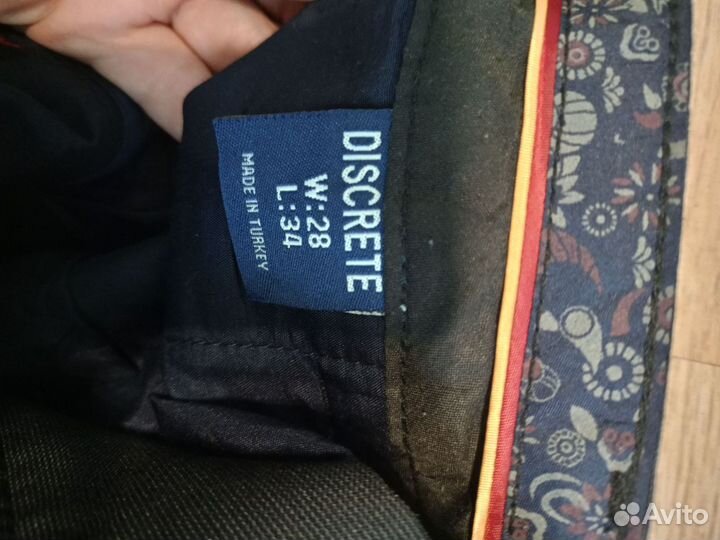 DISCRETE
W:28
L:34
MADE IN TURKEY
Avito